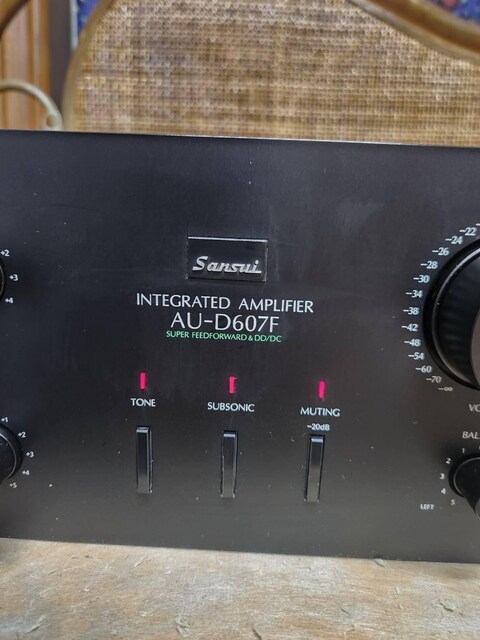 Sansui
INTEGRATED AMPLIFIER
AU-D607F
SUPER FEEDFORWARD & DD/DC
TONE
SUBSONIC
MUTING
-20dB
+2
+3
+4
+1
+2
+3
+4
+5
-22
-24
-26
-28
-30
-34
-38
-42
-48
-54
-60
-70
-∞
VO
BAL
1
2
3
4
5
LEFT